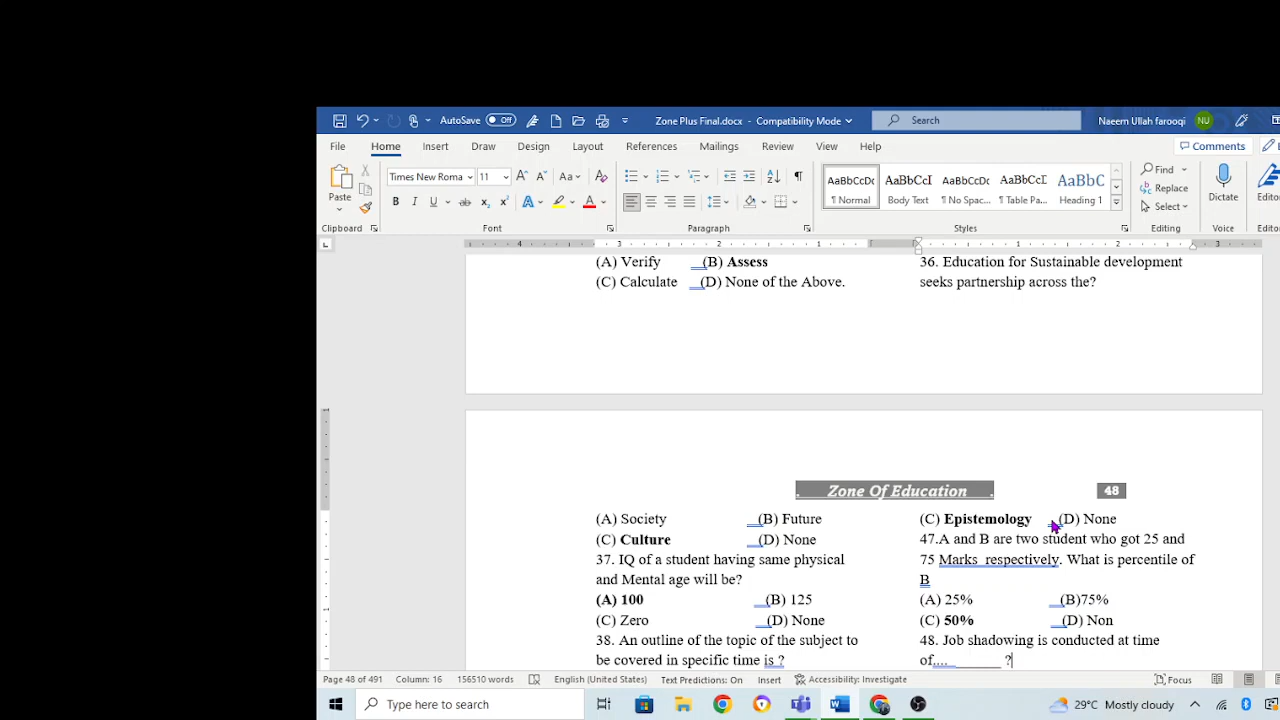 AutoSave Off Zone Plus Final.docx - Compatibility Mode Search Naeem Ullah farooqi NU
File Home Insert Draw Design Layout References Mailings Review View Help Comments
Paste Times New Roma 11 Aa
B I U ab x₂ x² A A
AaBbCcDc AaBbCcI AaBbCcDc AaBbCcDc AaBbC
¶ Normal Body Text ¶ No Spac... ¶ Table Pa... Heading 1
Find
Replace
Select
Dictate
Clipboard Font Paragraph Styles Editing Voice
(A) Verify (B) Assess
(C) Calculate (D) None of the Above.
36. Education for Sustainable development
seeks partnership across the?
. Zone Of Education . 48
(A) Society (B) Future
(C) Culture (D) None
37. IQ of a student having same physical
and Mental age will be?
(A) 100 (B) 125
(C) Zero (D) None
38. An outline of the topic of the subject to
be covered in specific time is ?
(C) Epistemology (D) None
47.A and B are two student who got 25 and
75 Marks respectively. What is percentile of
B
(A) 25% (B)75%
(C) 50% (D) Non
48. Job shadowing is conducted at time
of.... _______ ?
Page 48 of 491 Column: 16 156510 words English (United States) Text Predictions: On Insert Accessibility: Investigate Focus
Type here to search 29°C Mostly cloudy